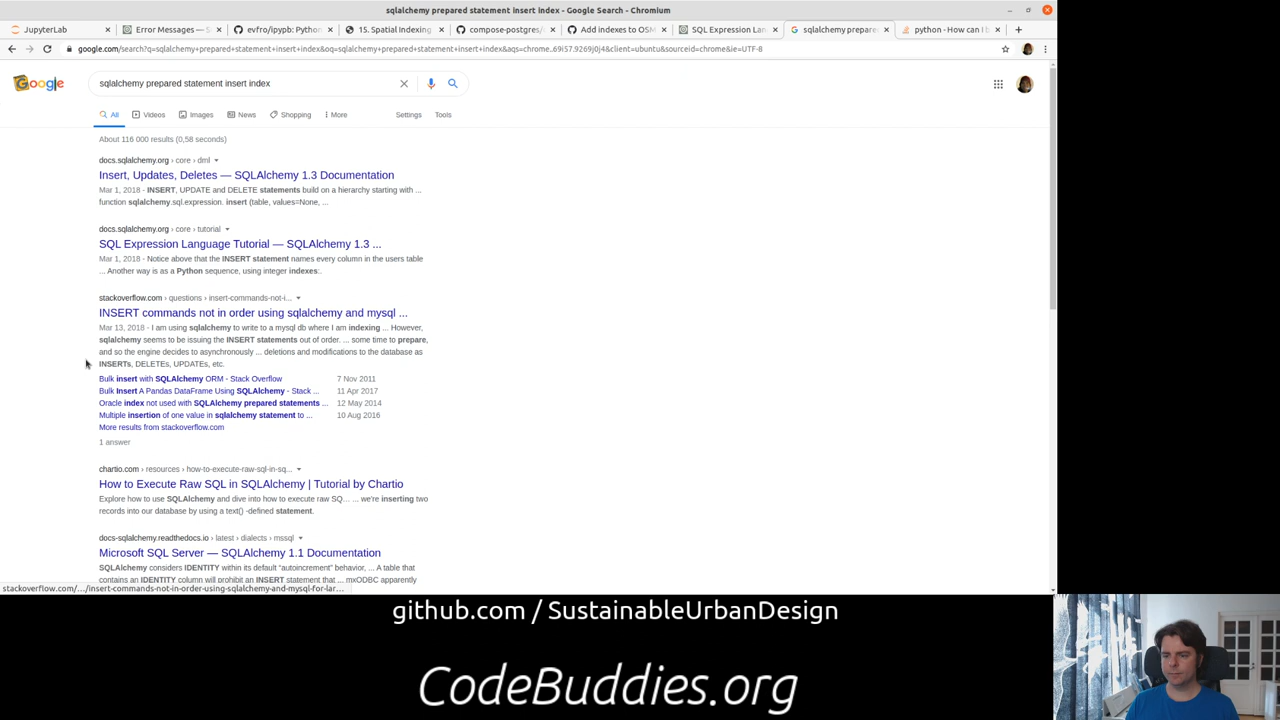 sqlalchemy prepared statement insert index - Google Search - Chromium
JupyterLab
Error Messages — S
evfro/ipypb: Python
15. Spatial Indexing
compose-postgres/
Add indexes to OSM
SQL Expression Lang
sqlalchemy prepared
python - How can I b
google.com/search?q=sqlalchemy+prepared+statement+insert+index&oq=sqlalchemy+prepared+statement+insert+index&aqs=chrome..69i57.9269j0j4&client=ubuntu&sourceid=chrome&ie=UTF-8
Google
sqlalchemy prepared statement insert index
All
Videos
Images
News
Shopping
More
Settings
Tools
About 116 000 results (0,58 seconds)
docs.sqlalchemy.org › core › dml
Insert, Updates, Deletes — SQLAlchemy 1.3 Documentation
Mar 1, 2018 - INSERT, UPDATE and DELETE statements build on a hierarchy starting with ...
function sqlalchemy.sql.expression. insert (table, values=None, ...
docs.sqlalchemy.org › core › tutorial
SQL Expression Language Tutorial — SQLAlchemy 1.3 ...
Mar 1, 2018 - Notice above that the INSERT statement names every column in the users table
... Another way is as a Python sequence, using integer indexes:.
stackoverflow.com › questions › insert-commands-not-i...
INSERT commands not in order using sqlalchemy and mysql ...
Mar 13, 2018 - I am using sqlalchemy to write to a mysql db where I am indexing ... However,
sqlalchemy seems to be issuing the INSERT statements out of order. ... some time to prepare,
and so the engine decides to asynchronously ... deletions and modifications to the database as
INSERTs, DELETEs, UPDATEs, etc.
Bulk insert with SQLAlchemy ORM - Stack Overflow 7 Nov 2011
Bulk Insert A Pandas DataFrame Using SQLAlchemy - Stack ... 11 Apr 2017
Oracle index not used with SQLAlchemy prepared statements ... 12 May 2014
Multiple insertion of one value in sqlalchemy statement to ... 10 Aug 2016
More results from stackoverflow.com
1 answer
chartio.com › resources › how-to-execute-raw-sql-in-sq...
How to Execute Raw SQL in SQLAlchemy | Tutorial by Chartio
Explore how to use SQLAlchemy and dive into how to execute raw SQ... ... we're inserting two
records into our database by using a text() -defined statement.
docs-sqlalchemy.readthedocs.io › latest › dialects › mssql
Microsoft SQL Server — SQLAlchemy 1.1 Documentation
SQLAlchemy considers IDENTITY within its default "autoincrement" behavior, ... A table that
contains an IDENTITY column will prohibit an INSERT statement that ... mxODBC apparently
stackoverflow.com/.../insert-commands-not-in-order-using-sqlalchemy-and-mysql-for-lar...
github.com / SustainableUrbanDesign
CodeBuddies.org